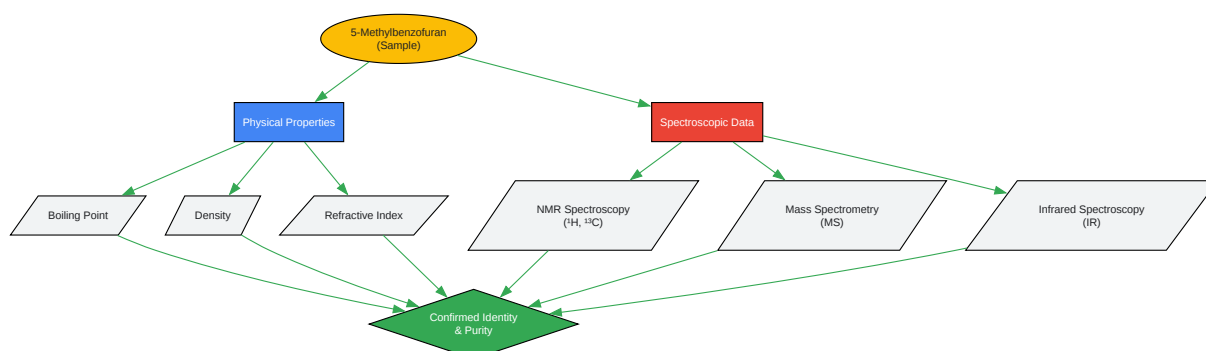 5-Methylbenzofuran
(Sample)
Physical Properties
Spectroscopic Data
Boiling Point
Density
Refractive Index
NMR Spectroscopy
(¹H, ¹³C)
Mass Spectrometry
(MS)
Infrared Spectroscopy
(IR)
Confirmed Identity
& Purity